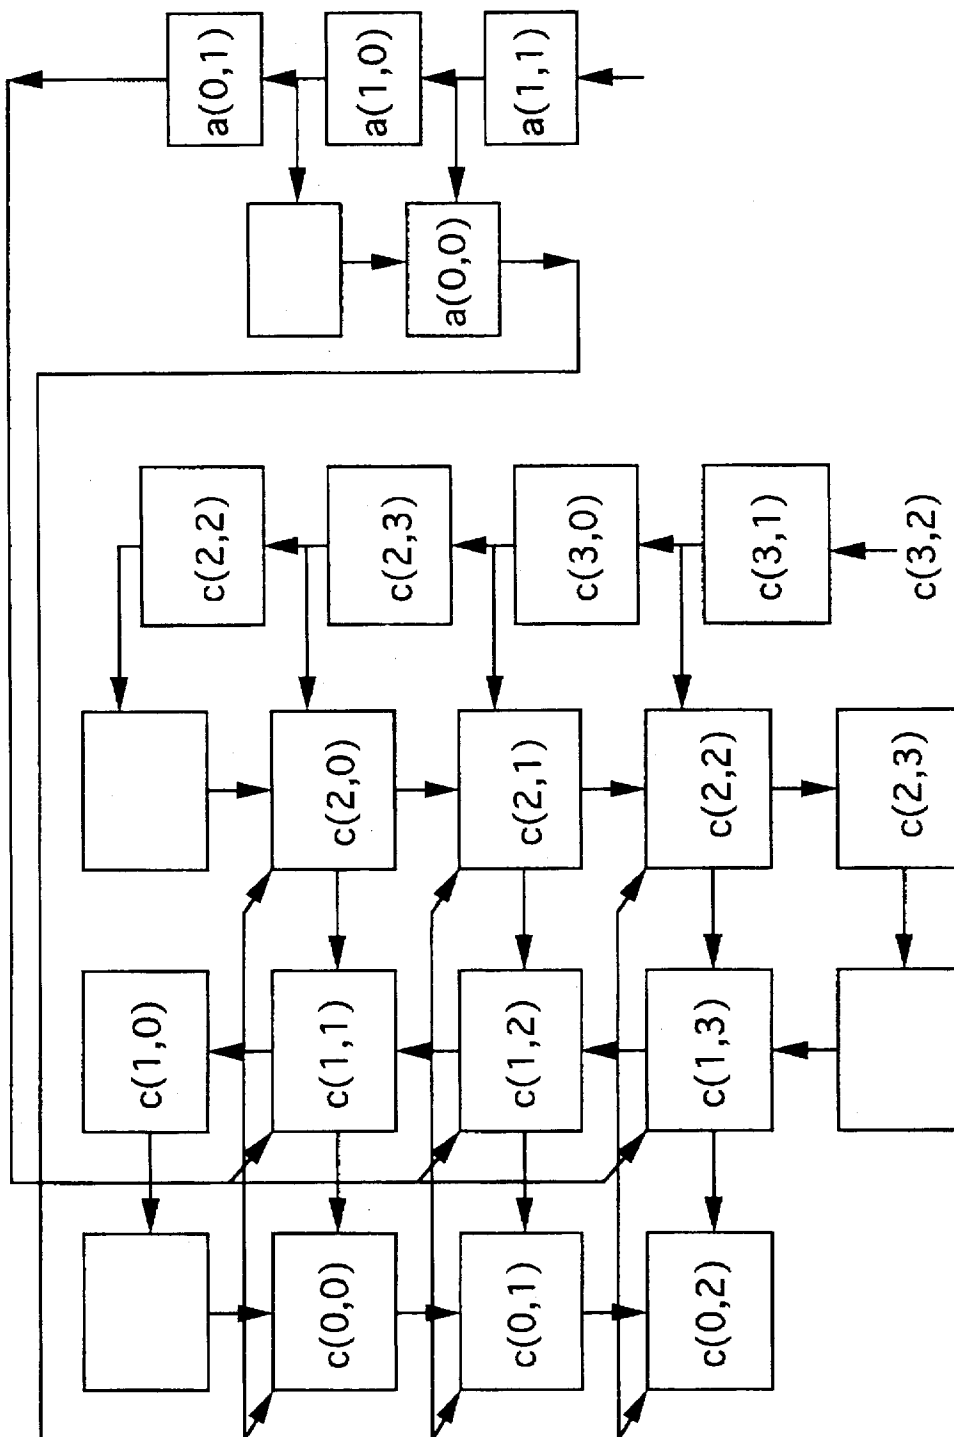 a(0,1)
a(1,0)
a(1,1)
a(0,0)
c(2,2)
c(2,3)
c(3,0)
c(3,1)
c(3,2)
c(2,0)
c(2,1)
c(2,2)
c(2,3)
c(1,0)
c(1,1)
c(1,2)
c(1,3)
c(0,0)
c(0,1)
c(0,2)